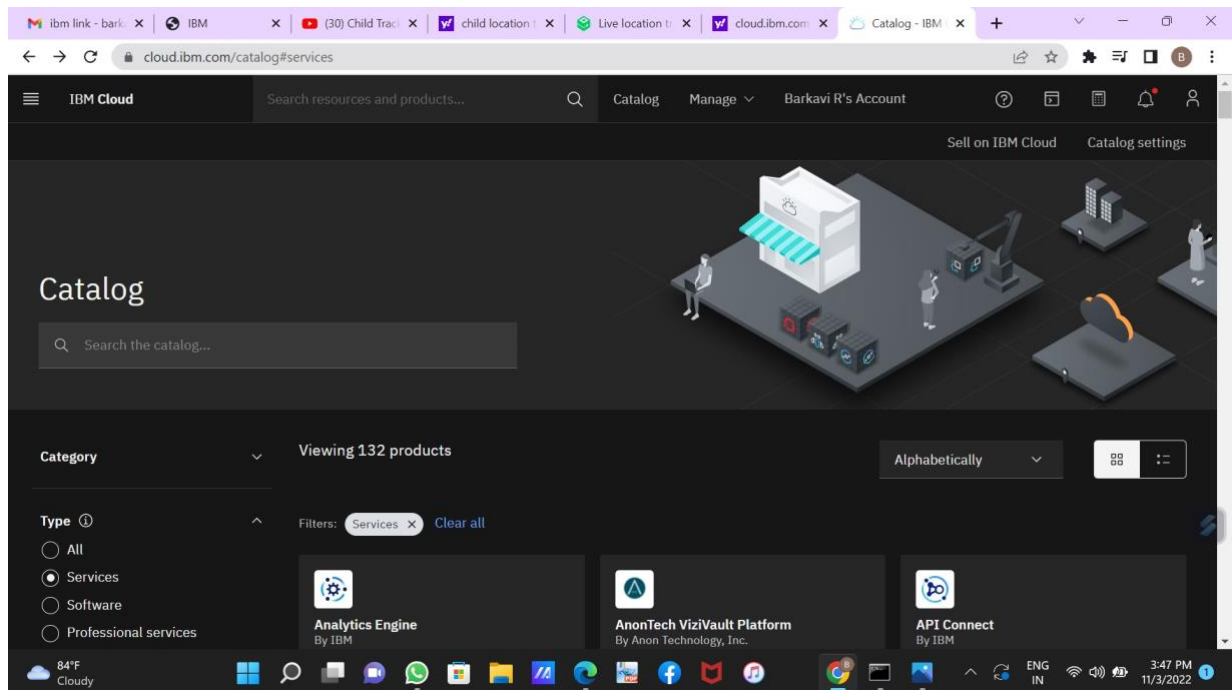 ibm link - bark
IBM
(30) Child Trac
child location t
Live location tr
cloud.ibm.com
Catalog - IBM
cloud.ibm.com/catalog#services
B
IBM Cloud
Search resources and products...
Catalog
Manage
Barkavi R's Account
Sell on IBM Cloud
Catalog settings
Catalog
Search the catalog...
Category
Viewing 132 products
Alphabetically
Type
Filters: Services × Clear all
All
Services
Software
Professional services
Analytics Engine
By IBM
AnonTech ViziVault Platform
By Anon Technology, Inc.
API Connect
By IBM
84°F
Cloudy
ENG
IN
3:47 PM
11/3/2022
1